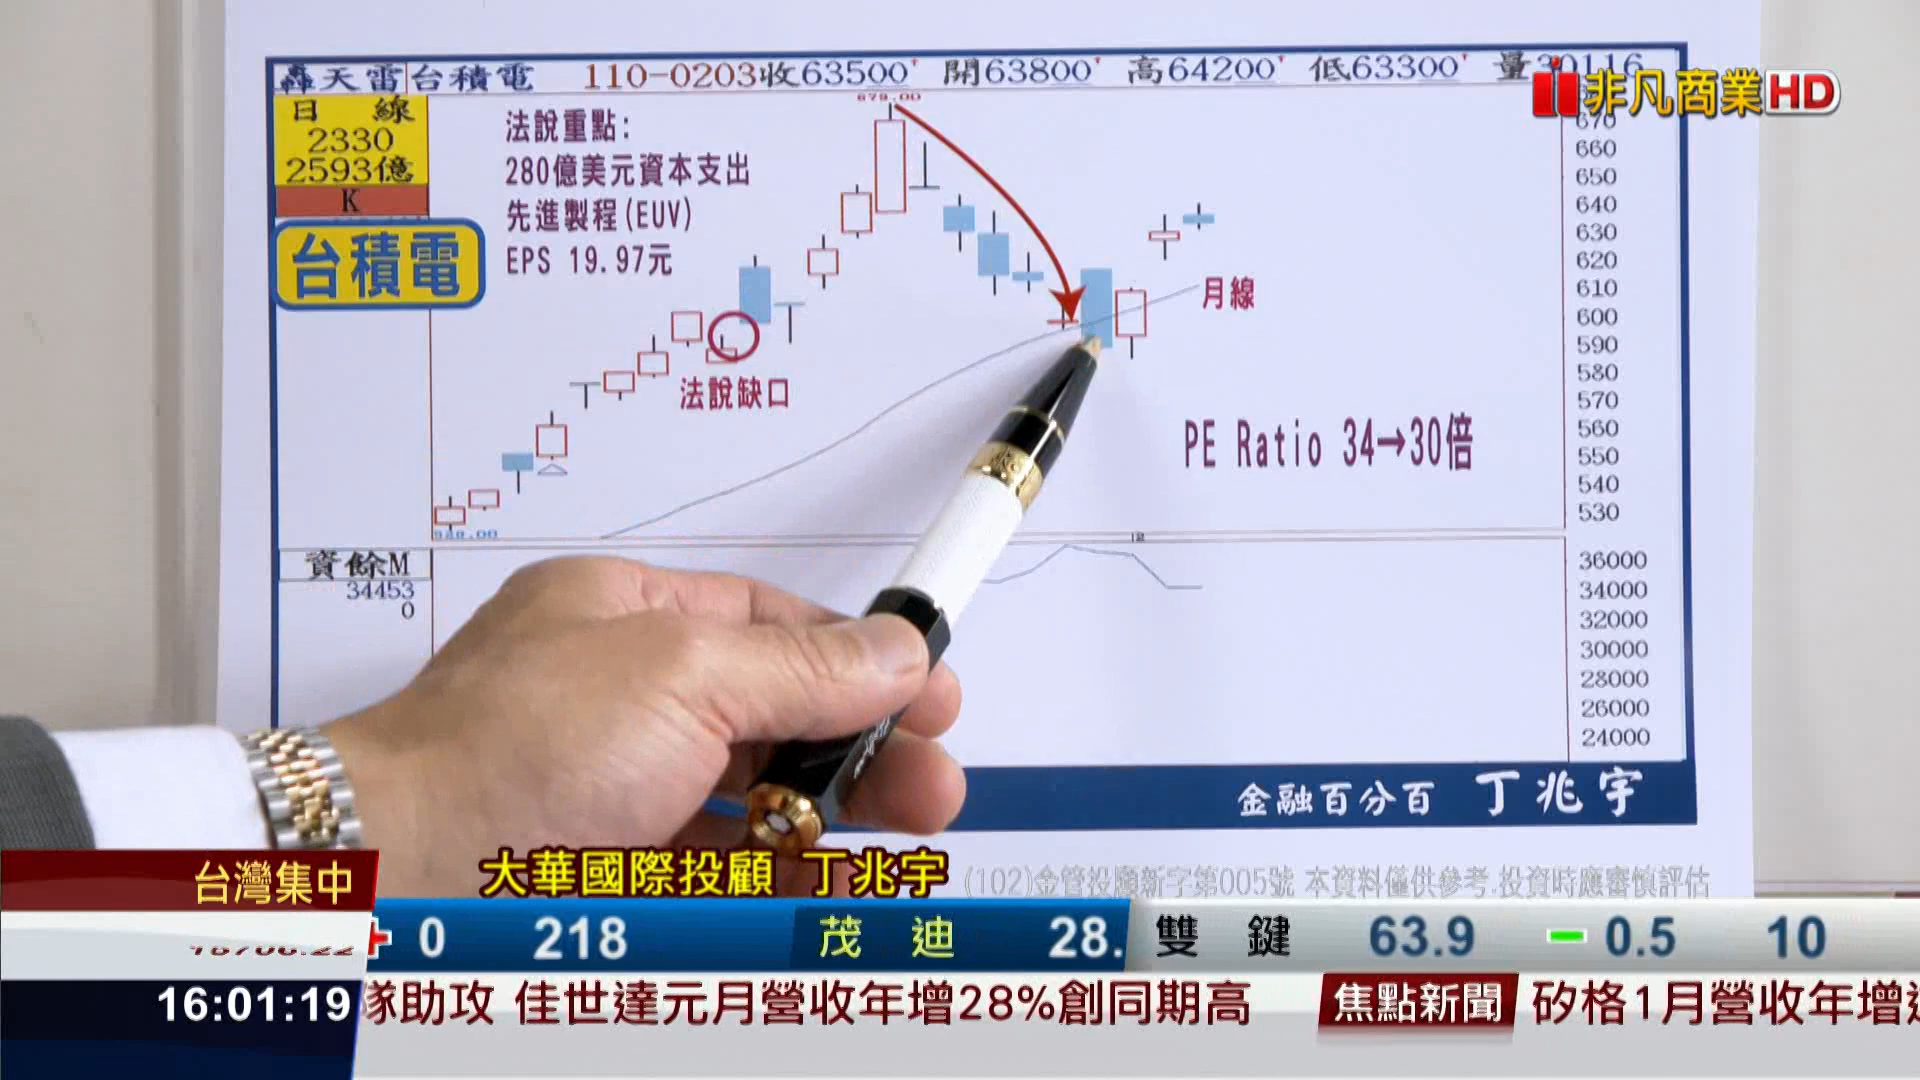 轟天雷 台積電 110-0203收63500' 開63800' 高64200' 低63300' 量30116
非凡商業HD
日 線
2330
2593億
K
台積電
法說重點:
280億美元資本支出
先進製程(EUV)
EPS 19.97元
679.00
法說缺口
月線
PE Ratio 34→30倍
670
660
650
640
630
620
610
600
590
580
570
560
550
540
530
12
資餘M
34453
0
36000
34000
32000
30000
28000
26000
24000
金融百分百 丁兆宇
大華國際投顧 丁兆宇
(102)金管投顧新字第005號 本資料僅供參考,投資時應審慎評估
台灣集中
0 218 茂迪 28. 雙鍵 63.9 0.5 10
16:01:19
隊助攻 佳世達元月營收年增28%創同期高 焦點新聞 矽格1月營收年增